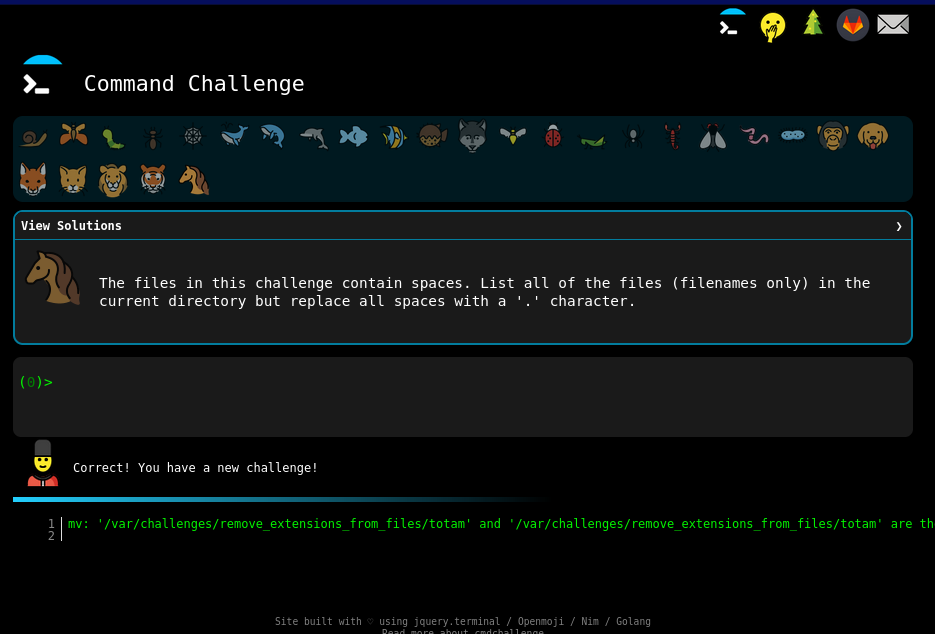 Command Challenge
View Solutions
The files in this challenge contain spaces. List all of the files (filenames only) in the
current directory but replace all spaces with a '.' character.
(0)>
Correct! You have a new challenge!
1 mv: '/var/challenges/remove_extensions_from_files/totam' and '/var/challenges/remove_extensions_from_files/totam' are th
2
Site built with ♡ using jquery.terminal / Openmoji / Nim / Golang
Read more about cmdchallenge